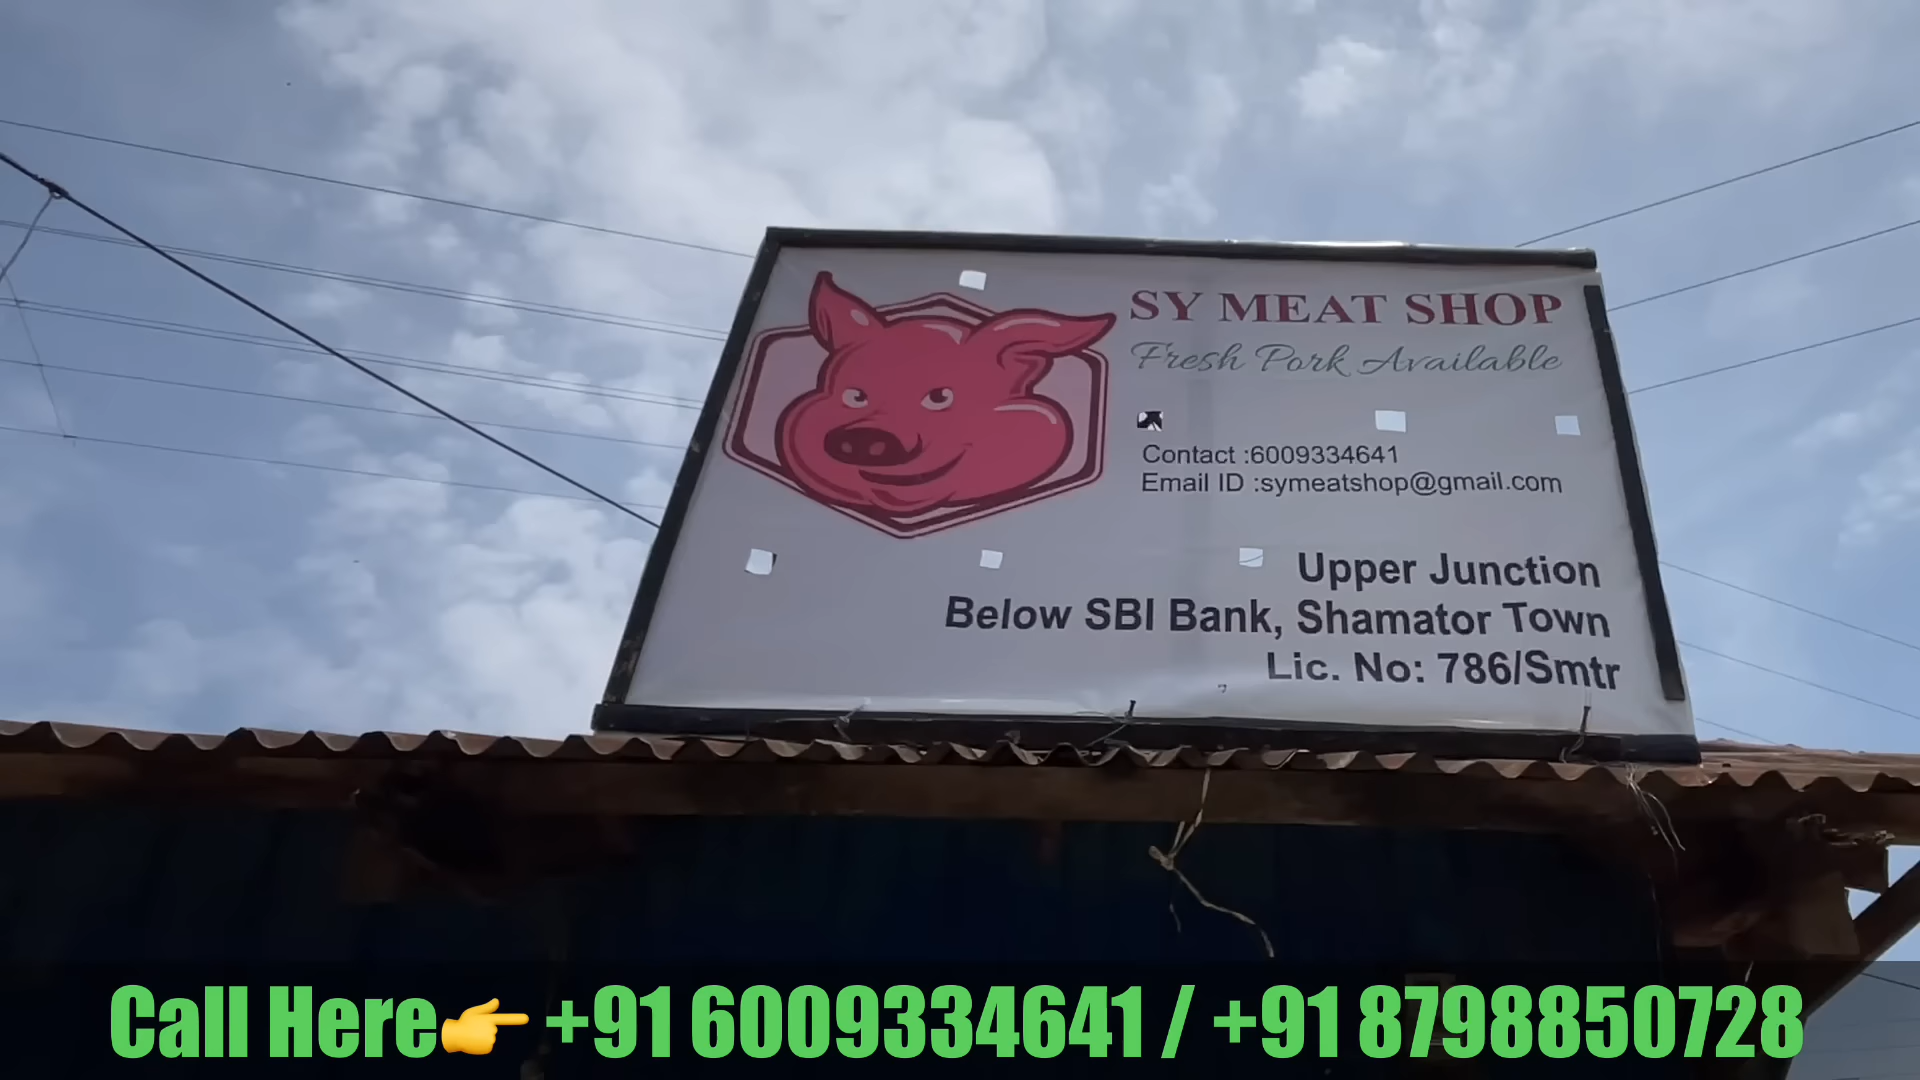 SY MEAT SHOP
Fresh Pork Available
Contact :6009334641
Email ID :symeatshop@gmail.com
Upper Junction
Below SBI Bank, Shamator Town
Lic. No: 786/Smtr
Call Here👉 +91 6009334641 / +91 8798850728